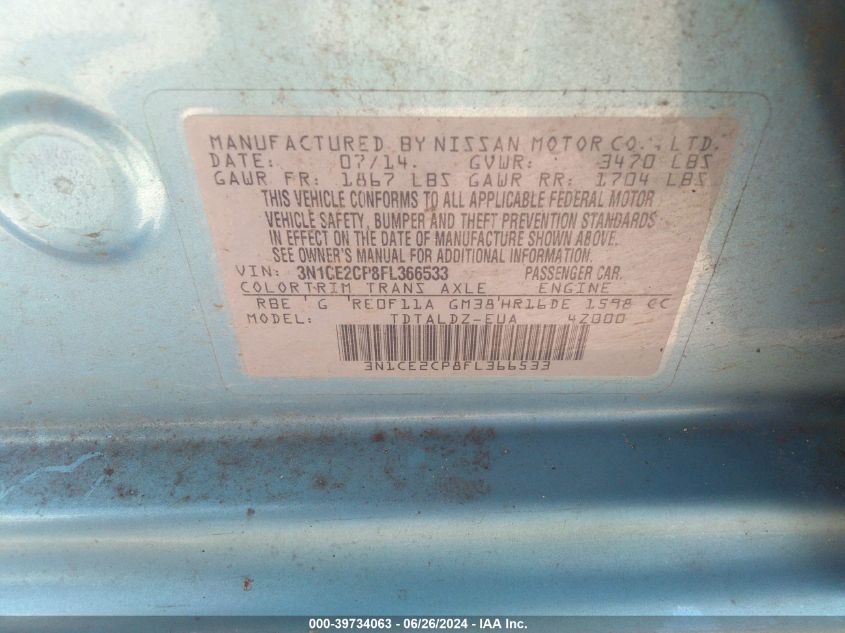 MANUFACTURED BY NISSAN MOTOR CO., LTD.
DATE: 07/14. GVWR: 3470 LBS
GAWR FR: 1867 LBS GAWR RR: 1704 LBS
THIS VEHICLE CONFORMS TO ALL APPLICABLE FEDERAL MOTOR
VEHICLE SAFETY, BUMPER AND THEFT PREVENTION STANDARDS
IN EFFECT ON THE DATE OF MANUFACTURE SHOWN ABOVE.
SEE OWNER'S MANUAL FOR ADDITIONAL INFORMATION.
VIN: 3N1CE2CP8FL366533 PASSENGER CAR.
COLORTRIM TRANS AXLE ENGINE
RBE G RE0F11A GM38 HR16DE 1598 CC
MODEL: TDTALDZ-EUA 4Z000
3N1CE2CP8FL366533
000-39734063 - 06/26/2024 - IAA Inc.